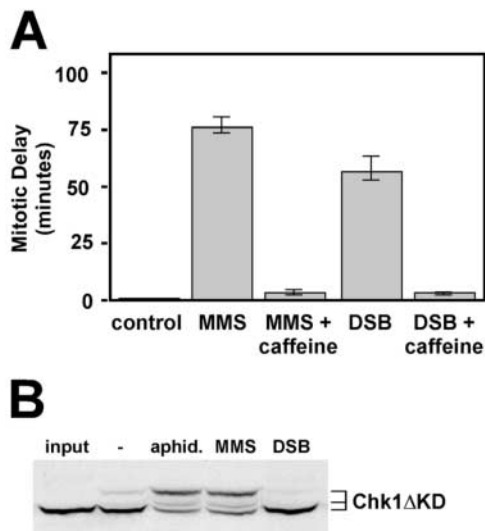 A
Mitotic Delay
(minutes)
100
75
50
25
0
control MMS MMS + caffeine DSB DSB + caffeine
B
input - aphid. MMS DSB
Chk1ΔKD